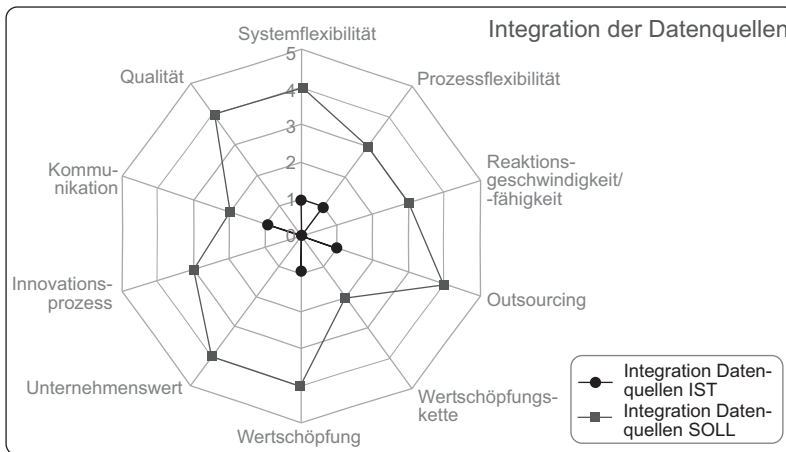 Integration der Datenquellen
Systemflexibilität
Prozessflexibilität
Reaktions-
geschwindigkeit/
-fähigkeit
Outsourcing
Wertschöpfungs-
kette
Wertschöpfung
Unternehmenswert
Innovations-
prozess
Kommu-
nikation
Qualität
5
4
3
2
1
0
Integration Daten-
quellen IST
Integration Daten-
quellen SOLL